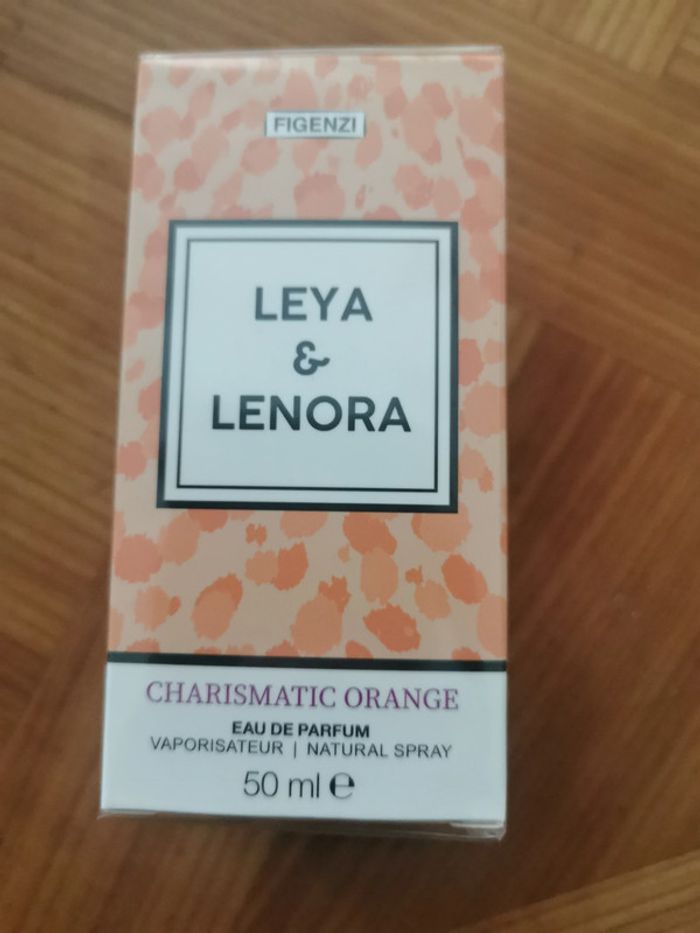 FIGENZI
LEYA
&
LENORA
CHARISMATIC ORANGE
EAU DE PARFUM
VAPORISATEUR | NATURAL SPRAY
50 ml ℮